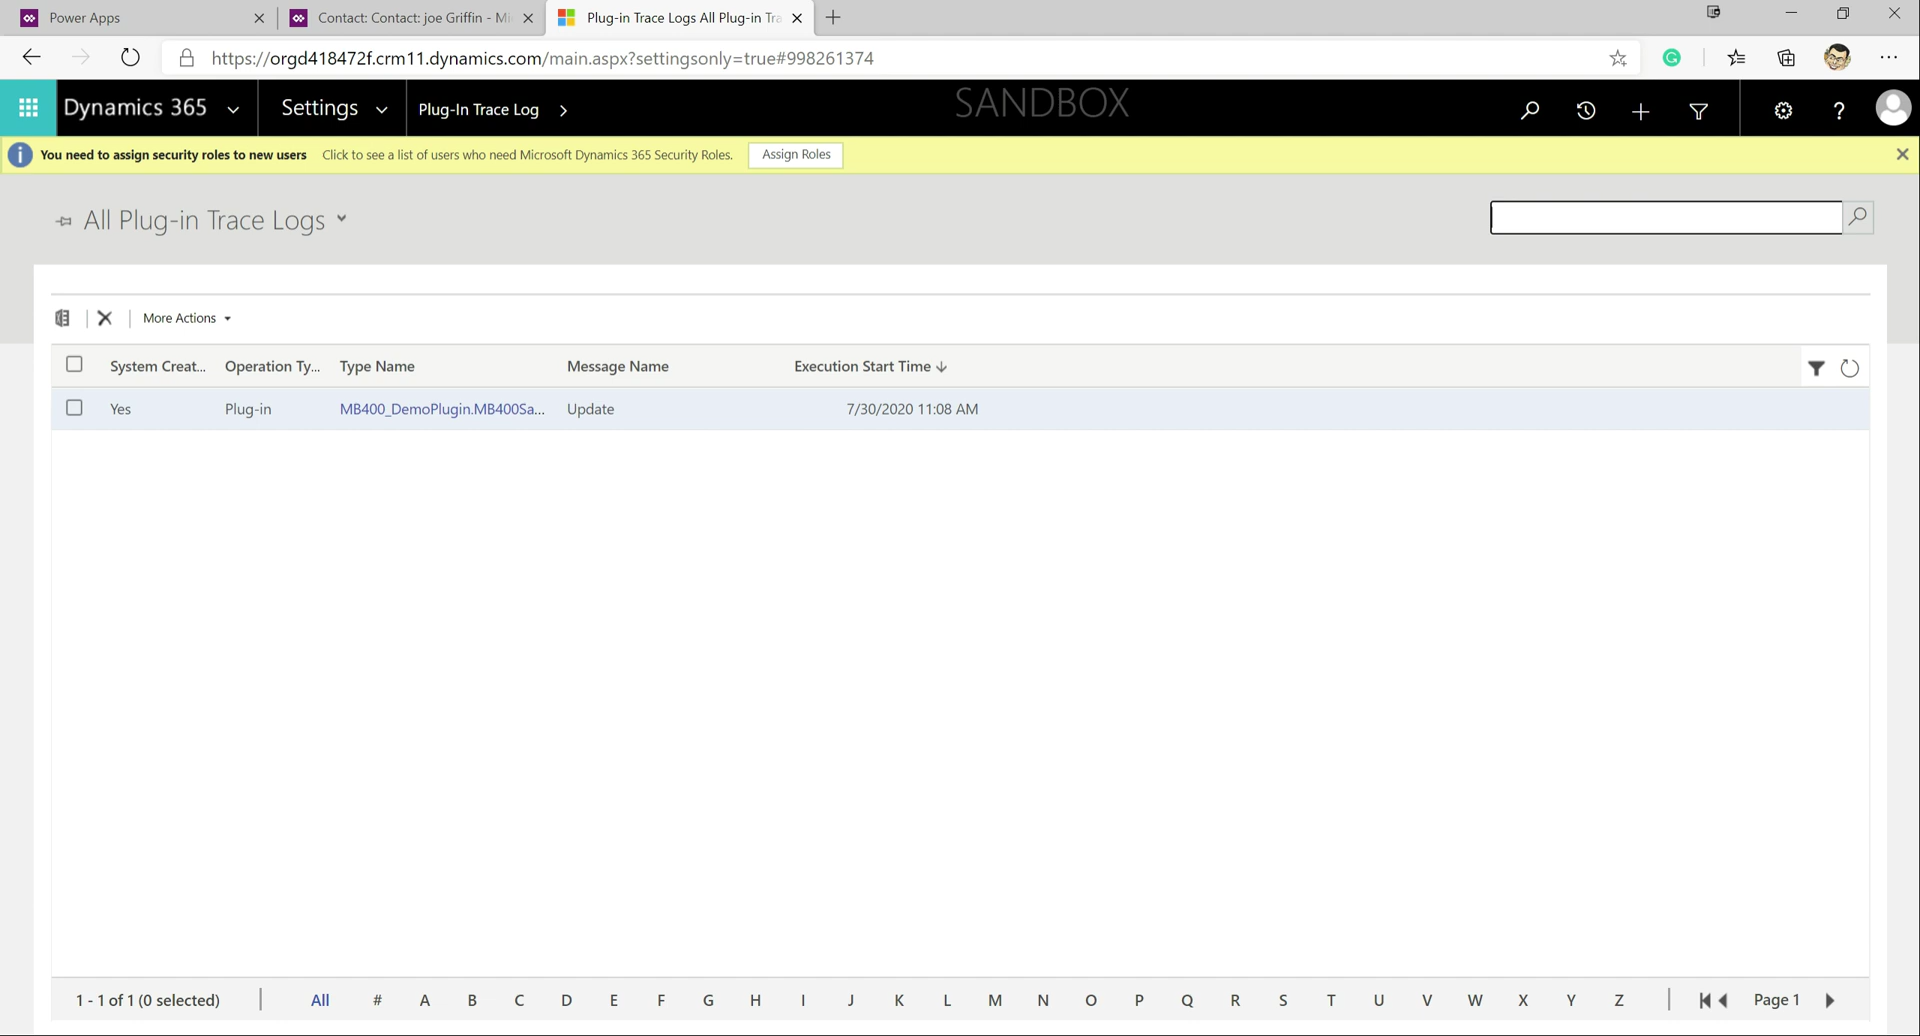 Power Apps
Contact: Contact: joe Griffin - Mi
Plug-in Trace Logs All Plug-in Tra
https://orgd418472f.crm11.dynamics.com/main.aspx?settingsonly=true#998261374
Dynamics 365
Settings
Plug-In Trace Log
SANDBOX
You need to assign security roles to new users Click to see a list of users who need Microsoft Dynamics 365 Security Roles. Assign Roles
All Plug-in Trace Logs
More Actions
System Creat... Operation Ty... Type Name Message Name Execution Start Time
Yes Plug-in MB400_DemoPlugin.MB400Sa... Update 7/30/2020 11:08 AM
1 - 1 of 1 (0 selected) All # A B C D E F G H I J K L M N O P Q R S T U V W X Y Z Page 1